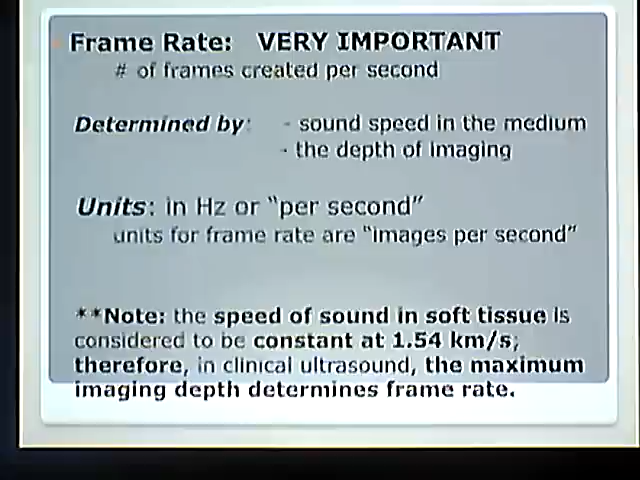 Frame Rate: VERY IMPORTANT
# of frames created per second
Determined by: - sound speed in the medium
- the depth of imaging
Units: in Hz or "per second"
units for frame rate are "images per second"
**Note: the speed of sound in soft tissue is
considered to be constant at 1.54 km/s;
therefore, in clinical ultrasound, the maximum
imaging depth determines frame rate.